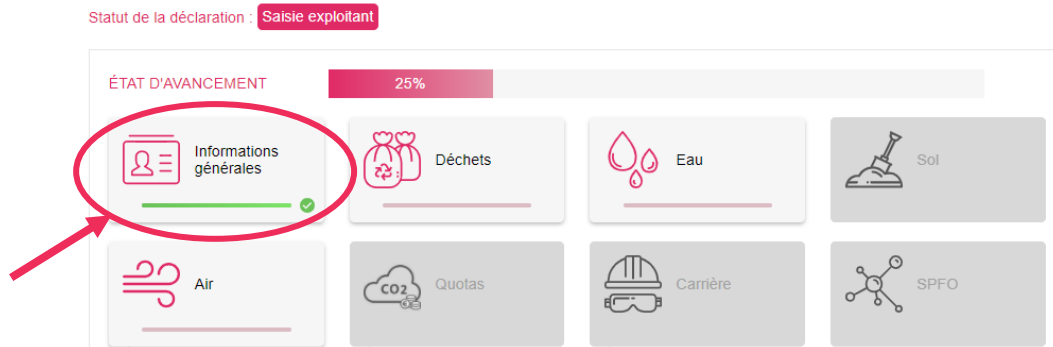 Statut de la déclaration : Saisie exploitant
ÉTAT D'AVANCEMENT 25%
Informations
générales
Déchets
Eau
Sol
Air
CO2
Quotas
Carrière
SPFO